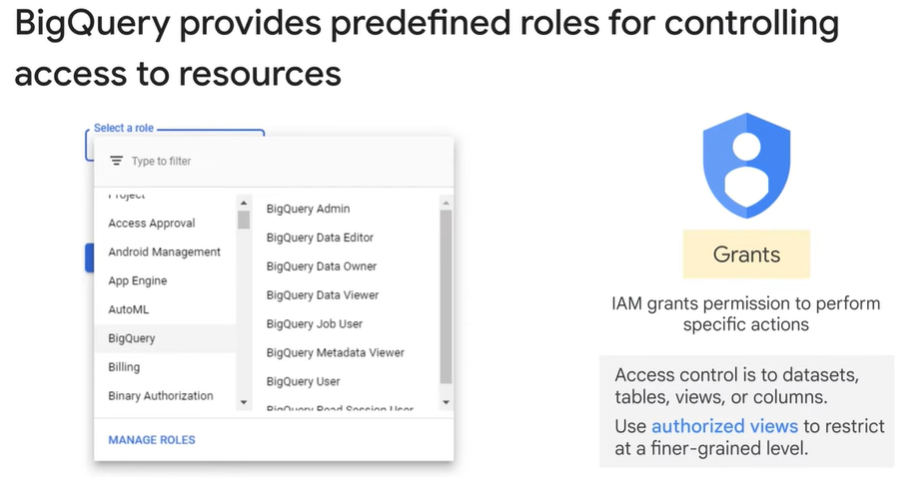 BigQuery provides predefined roles for controlling
access to resources
Select a role
Type to filter
Project
Access Approval
Android Management
App Engine
AutoML
BigQuery
Billing
Binary Authorization
BigQuery Admin
BigQuery Data Editor
BigQuery Data Owner
BigQuery Data Viewer
BigQuery Job User
BigQuery Metadata Viewer
BigQuery User
BigQuery Read Session User
MANAGE ROLES
Grants
IAM grants permission to perform
specific actions
Access control is to datasets,
tables, views, or columns.
Use authorized views to restrict
at a finer-grained level.